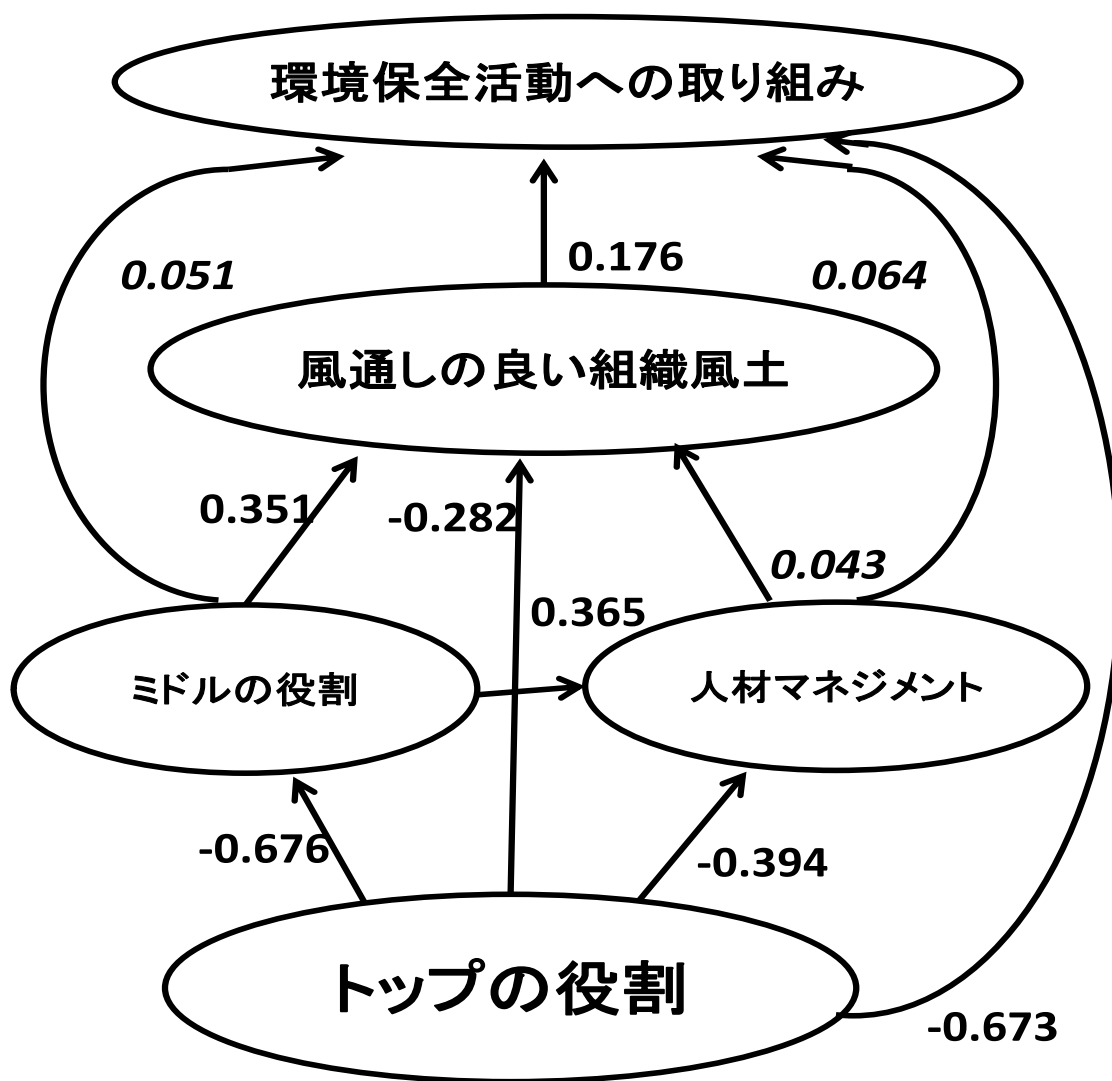 環境保全活動への取り組み
0.051
0.176
0.064
風通しの良い組織風土
0.351
-0.282
0.043
0.365
ミドルの役割
人材マネジメント
-0.676
-0.394
トップの役割
-0.673